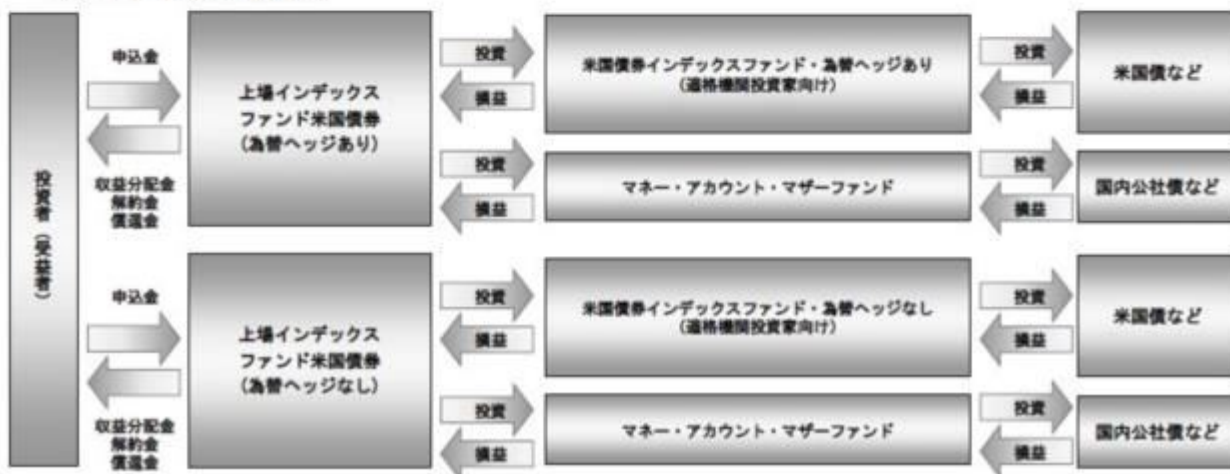 投資者（受益者）
申込金
収益分配金
解約金
償還金
上場インデックス
ファンド米国債券
（為替ヘッジあり）
投資
損益
米国債券インデックスファンド・為替ヘッジあり
（適格機関投資家向け）
投資
損益
米国債など
投資
損益
マネー・アカウント・マザーファンド
投資
損益
国内公社債など
申込金
収益分配金
解約金
償還金
上場インデックス
ファンド米国債券
（為替ヘッジなし）
投資
損益
米国債券インデックスファンド・為替ヘッジなし
（適格機関投資家向け）
投資
損益
米国債など
投資
損益
マネー・アカウント・マザーファンド
投資
損益
国内公社債など